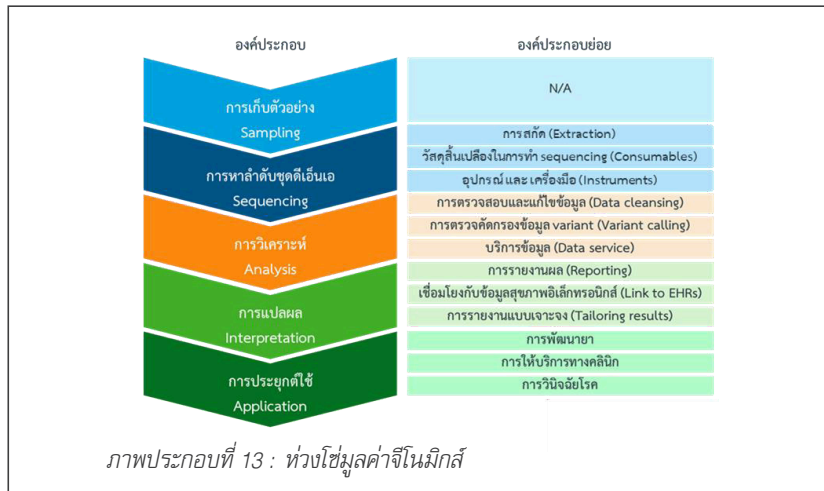 องค์ประกอบ
องค์ประกอบย่อย
การเก็บตัวอย่าง
Sampling
N/A
การหาลำดับชุดดีเอ็นเอ
Sequencing
การสกัด (Extraction)
วัสดุสิ้นเปลืองในการทำ sequencing (Consumables)
อุปกรณ์ และ เครื่องมือ (Instruments)
การวิเคราะห์
Analysis
การตรวจสอบและแก้ไขข้อมูล (Data cleansing)
การตรวจคัดกรองข้อมูล variant (Variant calling)
บริการข้อมูล (Data service)
การแปลผล
Interpretation
การรายงานผล (Reporting)
เชื่อมโยงกับข้อมูลสุขภาพอิเล็กทรอนิกส์ (Link to EHRs)
การรายงานแบบเจาะจง (Tailoring results)
การประยุกต์ใช้
Application
การพัฒนายา
การให้บริการทางคลินิก
การวินิจฉัยโรค
ภาพประกอบที่ 13 : ห่วงโซ่มูลค่าจีโนมิกส์